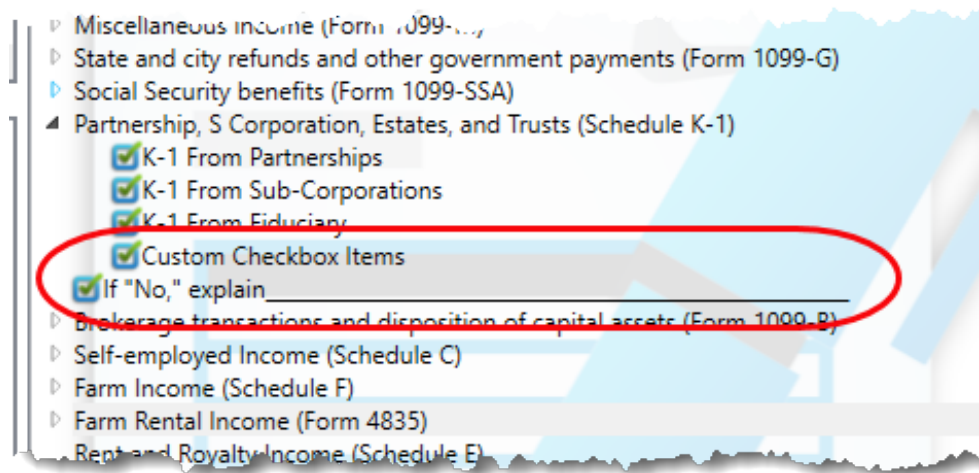 Miscellaneous Income (Form 1099-
State and city refunds and other government payments (Form 1099-G)
Social Security benefits (Form 1099-SSA)
Partnership, S Corporation, Estates, and Trusts (Schedule K-1)
K-1 From Partnerships
K-1 From Sub-Corporations
K-1 From Fiduciary
Custom Checkbox Items
If "No," explain
Brokerage transactions and disposition of capital assets (Form 1099-B)
Self-employed Income (Schedule C)
Farm Income (Schedule F)
Farm Rental Income (Form 4835)
Rent and Royalty Income (Schedule E)